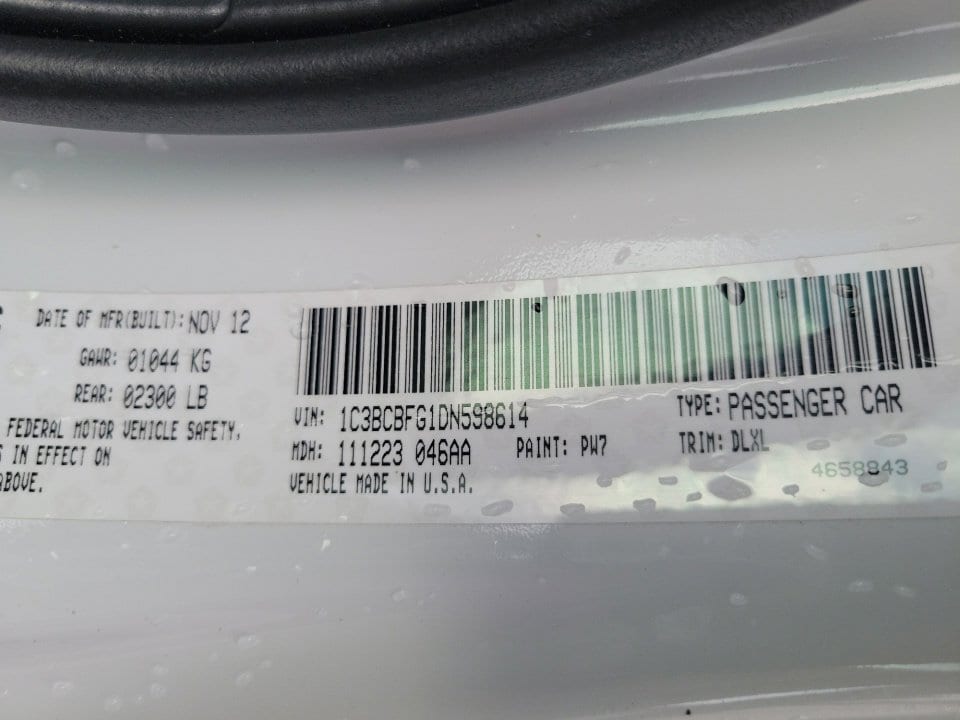 DATE OF MFR(BUILT): NOV 12
GAWR: 01044 KG
REAR: 02300 LB
FEDERAL MOTOR VEHICLE SAFETY,
IN EFFECT ON
ABOVE.
VIN: 1C3BCBFG1DN598614
TYPE: PASSENGER CAR
MDH: 111223 046AA
PAINT: PW7
TRIM: DLXL
VEHICLE MADE IN U.S.A.
4658843